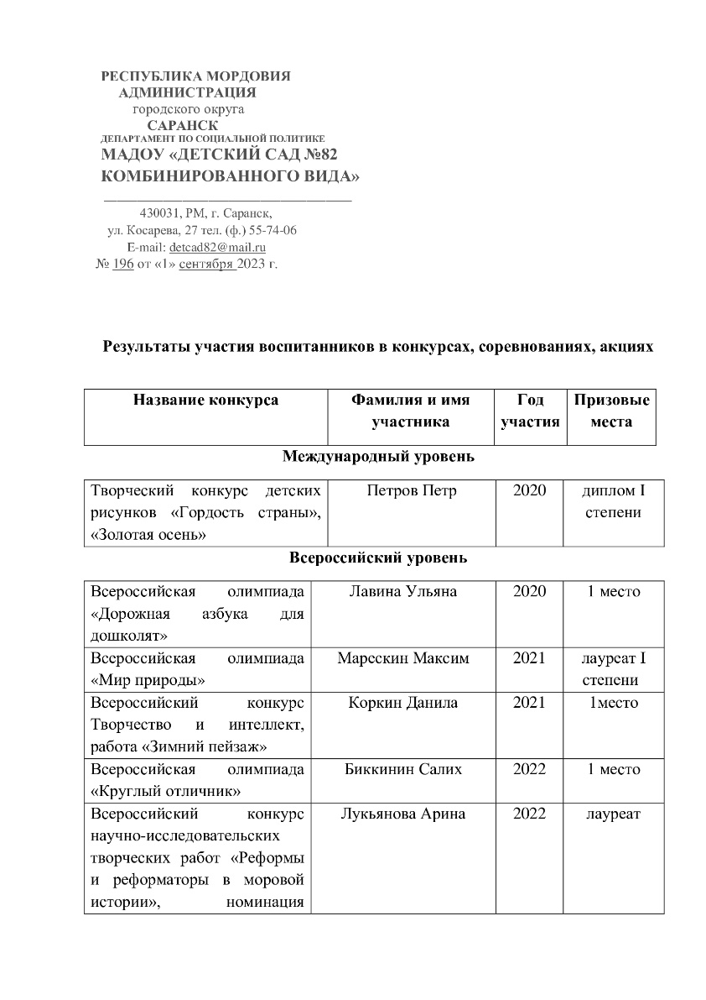 РЕСПУБЛИКА МОРДОВИЯ
АДМИНИСТРАЦИЯ
городского округа
САРАНСК
ДЕПАРТАМЕНТ ПО СОЦИАЛЬНОЙ ПОЛИТИКЕ
МАДОУ «ДЕТСКИЙ САД №82
КОМБИНИРОВАННОГО ВИДА»
430031, РМ, г. Саранск,
ул. Косарева, 27 тел. (ф.) 55-74-06
E-mail: detcad82@mail.ru
№ 196 от «1» сентября 2023 г.
Результаты участия воспитанников в конкурсах, соревнованиях, акциях
Название конкурса Фамилия и имя Год Призовые
участника участия места
Международный уровень
Творческий конкурс детских Петров Петр 2020 диплом I
рисунков «Гордость страны», степени
«Золотая осень»
Всероссийский уровень
Всероссийская олимпиада Лавина Ульяна 2020 1 место
«Дорожная азбука для
дошколят»
Всероссийская олимпиада Марескин Максим 2021 лауреат I
«Мир природы» степени
Всероссийский конкурс Коркин Данила 2021 1место
Творчество и интеллект,
работа «Зимний пейзаж»
Всероссийская олимпиада Биккинин Салих 2022 1 место
«Круглый отличник»
Всероссийский конкурс Лукьянова Арина 2022 лауреат
научно-исследовательских
творческих работ «Реформы
и реформаторы в моровой
истории», номинация